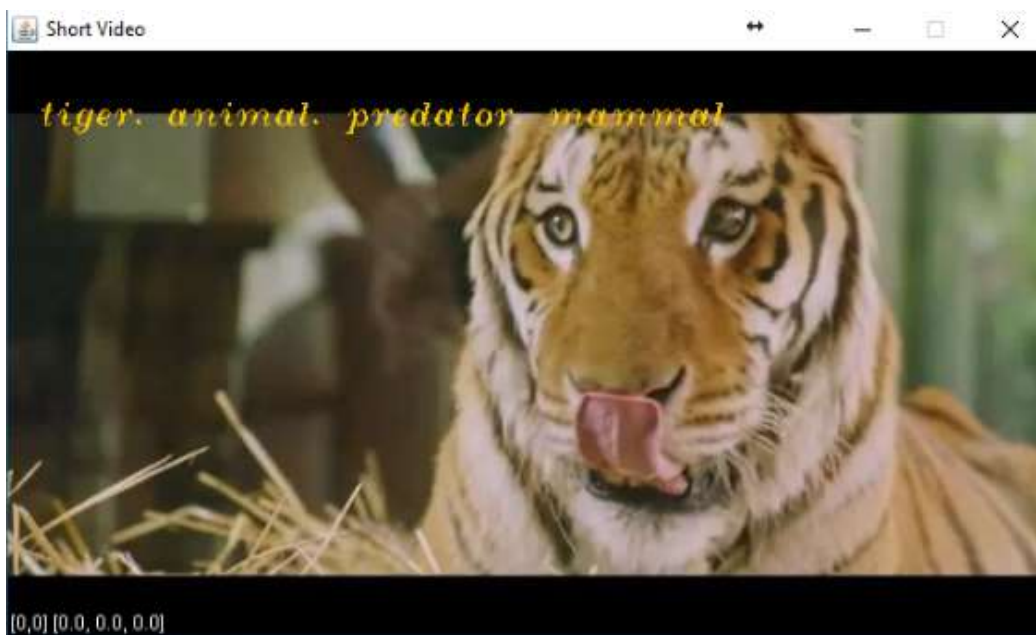 Short Video
tiger. animal. predator mammal
[0,0] [0.0, 0.0, 0.0]